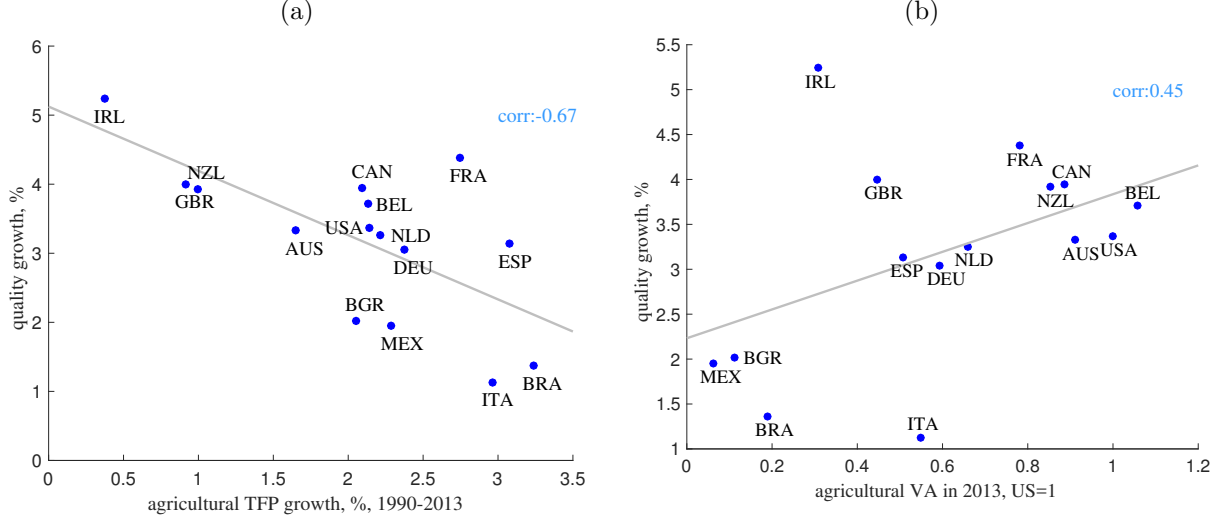 (a)
6
5
4
3
2
1
0
quality growth, %
corr:-0.67
IRL
NZL
GBR
CAN
FRA
BEL
USA
NLD
AUS
DEU
ESP
BGR
MEX
BRA
ITA
0 0.5 1 1.5 2 2.5 3 3.5
agricultural TFP growth, %, 1990-2013
(b)
5.5
5
4.5
4
3.5
3
2.5
2
1.5
1
quality growth, %
corr:0.45
IRL
FRA
CAN
GBR
NZL
BEL
AUS
USA
ESP
NLD
DEU
BGR
MEX
BRA
ITA
0 0.2 0.4 0.6 0.8 1 1.2
agricultural VA in 2013, US=1